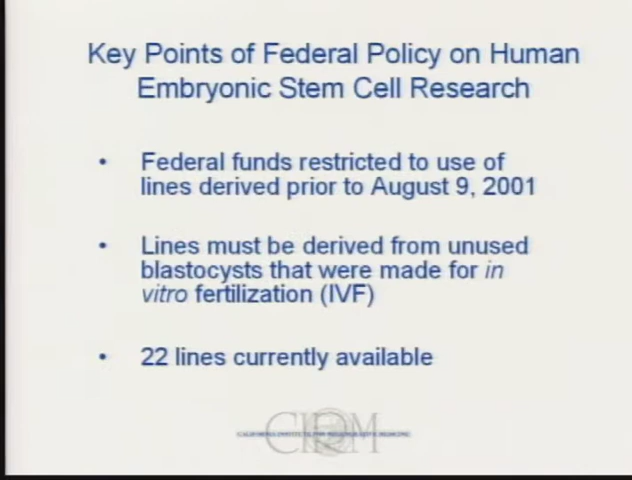 Key Points of Federal Policy on Human
Embryonic Stem Cell Research
• Federal funds restricted to use of
lines derived prior to August 9, 2001
• Lines must be derived from unused
blastocysts that were made for in
vitro fertilization (IVF)
• 22 lines currently available
CIRM